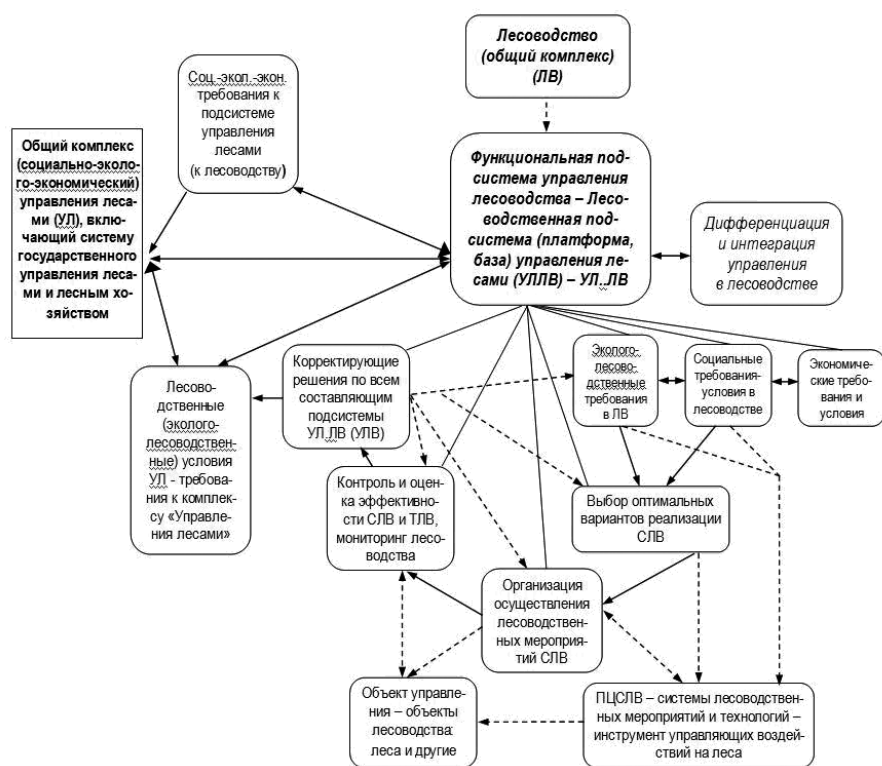 Лесоводство
(общий комплекс)
(ЛВ)
Соц.-экол.-экон.
требования к
подсистеме
управления
лесами
(к лесоводству)
Общий комплекс
(социально-эколо-
го-экономический)
управления леса-
ми (УЛ), вклю-
чающий систему
государственного
управления леса-
ми и лесным хо-
зяйством
Функциональная под-
система управления
лесоводства – Лесо-
водственная под-
система (платформа,
база) управления ле-
сами (УЛЛВ) – УЛ..ЛВ
Дифференциация
и интеграция
управления
в лесоводстве
Лесово-
дственные
(эколого-
лесоводствен-
ные) условия
УЛ - требова-
ния к комплек-
су «Управле-
ния лесами»
Корректирующие
решения по всем
составляющим
подсистемы
УЛ.ЛВ (УЛВ)
Эколого-
лесово-
дственные
требования
в ЛВ
Социальные
требования-
условия в
лесоводстве
Экономиче-
ские требо-
вания и
условия
Контроль и оцен-
ка эффектив-
ности СЛВ и ТЛВ,
мониторинг лесо-
водства
Выбор оптимальных
вариантов реализации
СЛВ
Организация
осуществления
лесоводствен-
ных мероприя-
тий СЛВ
Объект управле-
ния – объекты
лесоводства:
леса и другие
ПЦСЛВ – системы лесоводствен-
ных мероприятий и технологий –
инструмент управляющих воздей-
ствий на леса